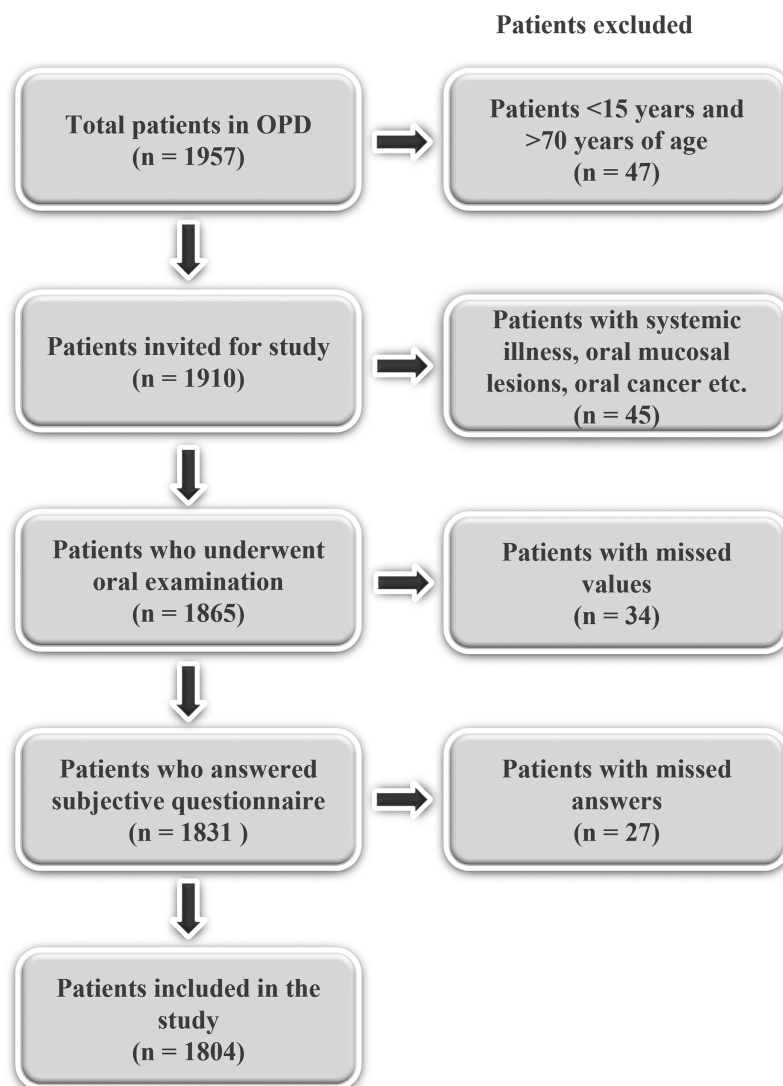 Patients excluded
Total patients in OPD
(n = 1957)
Patients <15 years and
>70 years of age
(n = 47)
Patients invited for study
(n = 1910)
Patients with systemic
illness, oral mucosal
lesions, oral cancer etc.
(n = 45)
Patients who underwent
oral examination
(n = 1865)
Patients with missed
values
(n = 34)
Patients who answered
subjective questionnaire
(n = 1831 )
Patients with missed
answers
(n = 27)
Patients included in the
study
(n = 1804)